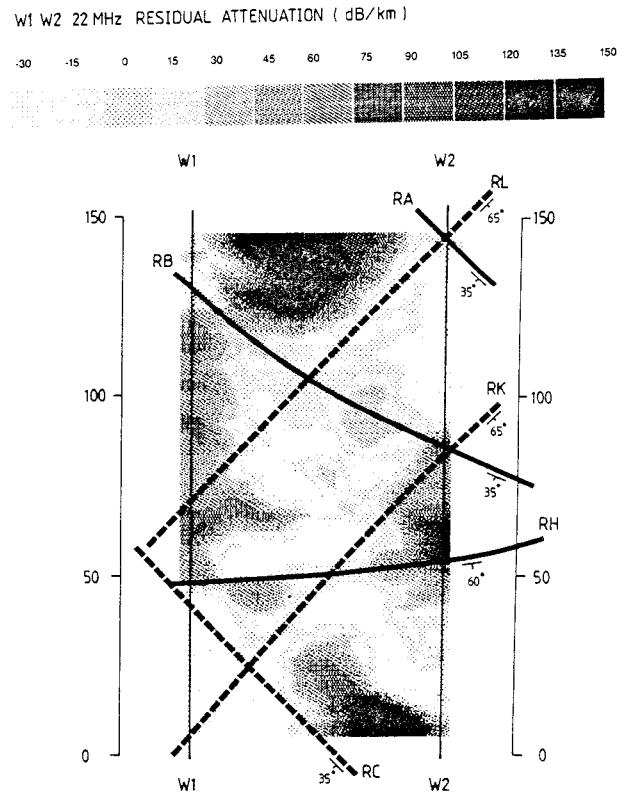 W1 W2 22 MHz RESIDUAL ATTENUATION ( dB/km )
-30 -15 0 15 30 45 60 75 90 105 120 135 150
W1 W2
RA RL
65°
150 150
RB
35°
100 100
RK
65°
35°
RH
50 50
60°
0 0
35° RC
W1 W2